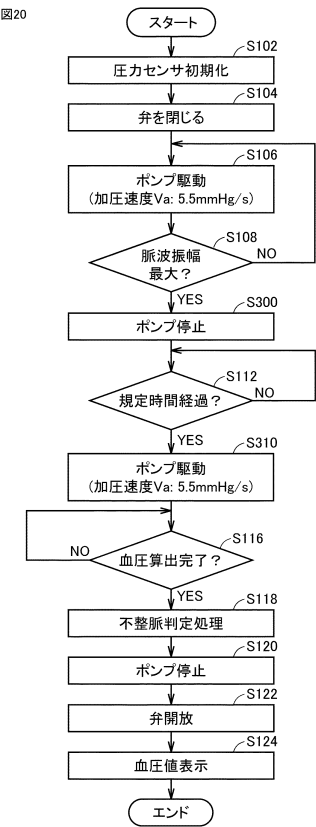 図20
スタート
S102
圧力センサ初期化
S104
弁を閉じる
S106
ポンプ駆動
(加圧速度Va: 5.5mmHg/s)
S108
脈波振幅
最大？
NO
YES
S300
ポンプ停止
S112
規定時間経過？
NO
YES
S310
ポンプ駆動
(加圧速度Va: 5.5mmHg/s)
S116
NO
血圧算出完了？
YES
S118
不整脈判定処理
S120
ポンプ停止
S122
弁開放
S124
血圧値表示
エンド